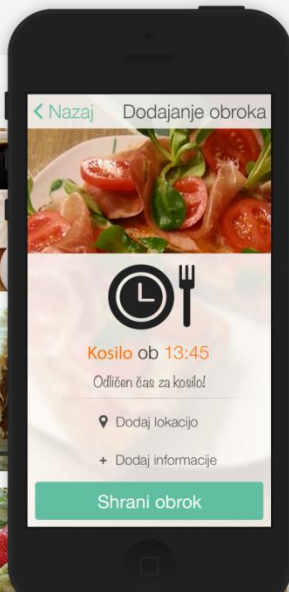 Nazaj Dodajanje obroka
Kosilo ob 13:45
Odličen čas za kosilo!
Dodaj lokacijo
+ Dodaj informacije
Shrani obrok